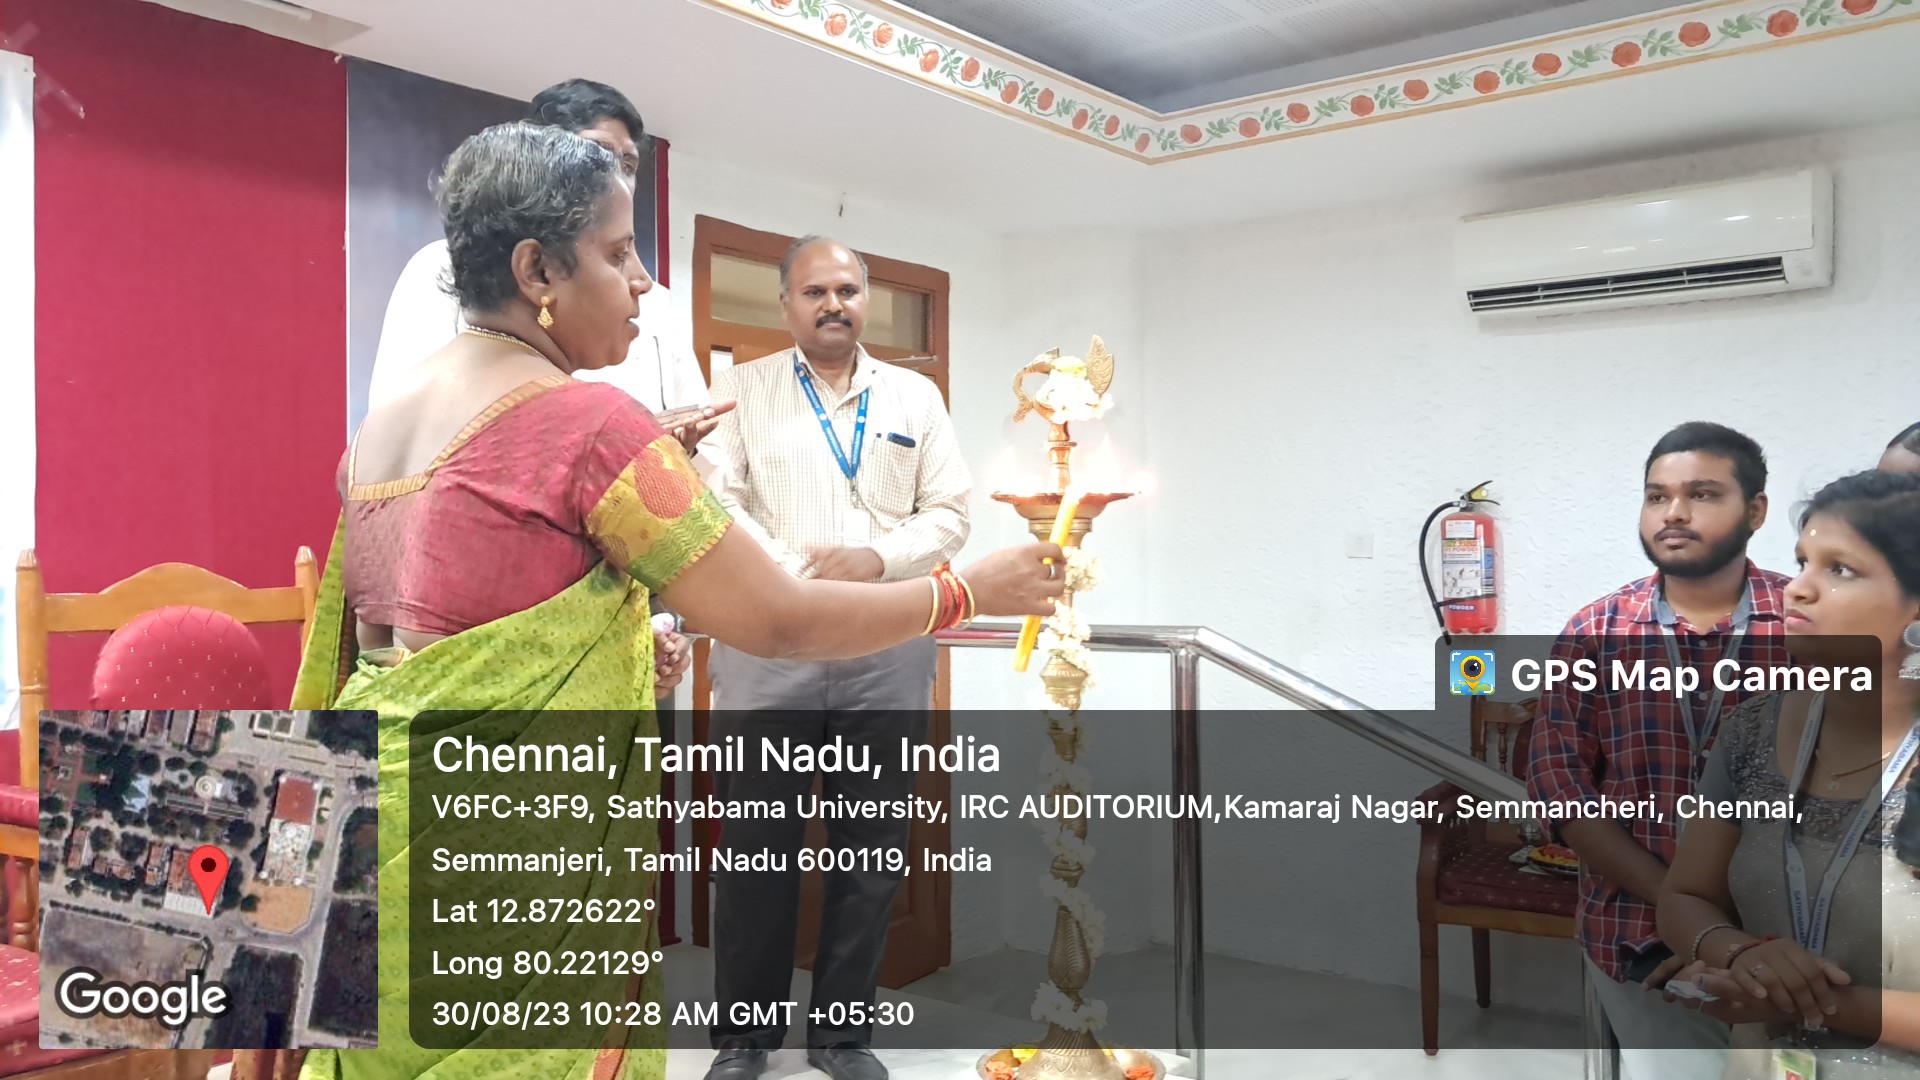 POWDER
SATHYABAMA
GPS Map Camera
Chennai, Tamil Nadu, India
V6FC+3F9, Sathyabama University, IRC AUDITORIUM,Kamaraj Nagar, Semmancheri, Chennai,
Semmanjeri, Tamil Nadu 600119, India
Lat 12.872622°
Long 80.22129°
30/08/23 10:28 AM GMT +05:30
Google